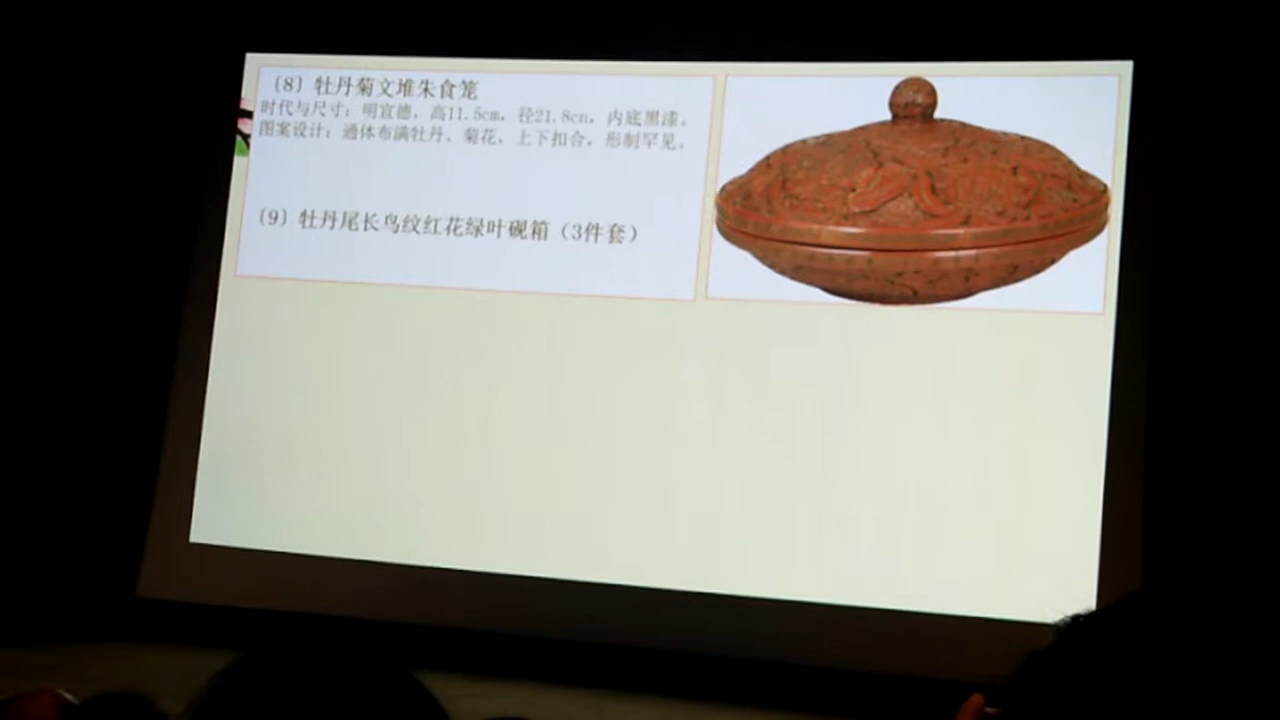 〔8〕牡丹菊文堆朱食笼
时代与尺寸：明宣德，高11.5cm，径21.8cm，内底黑漆。
图案设计：通体布满牡丹、菊花，上下扣合，形制罕见。
〔9〕牡丹尾长鸟纹红花绿叶砚箱（3件套）